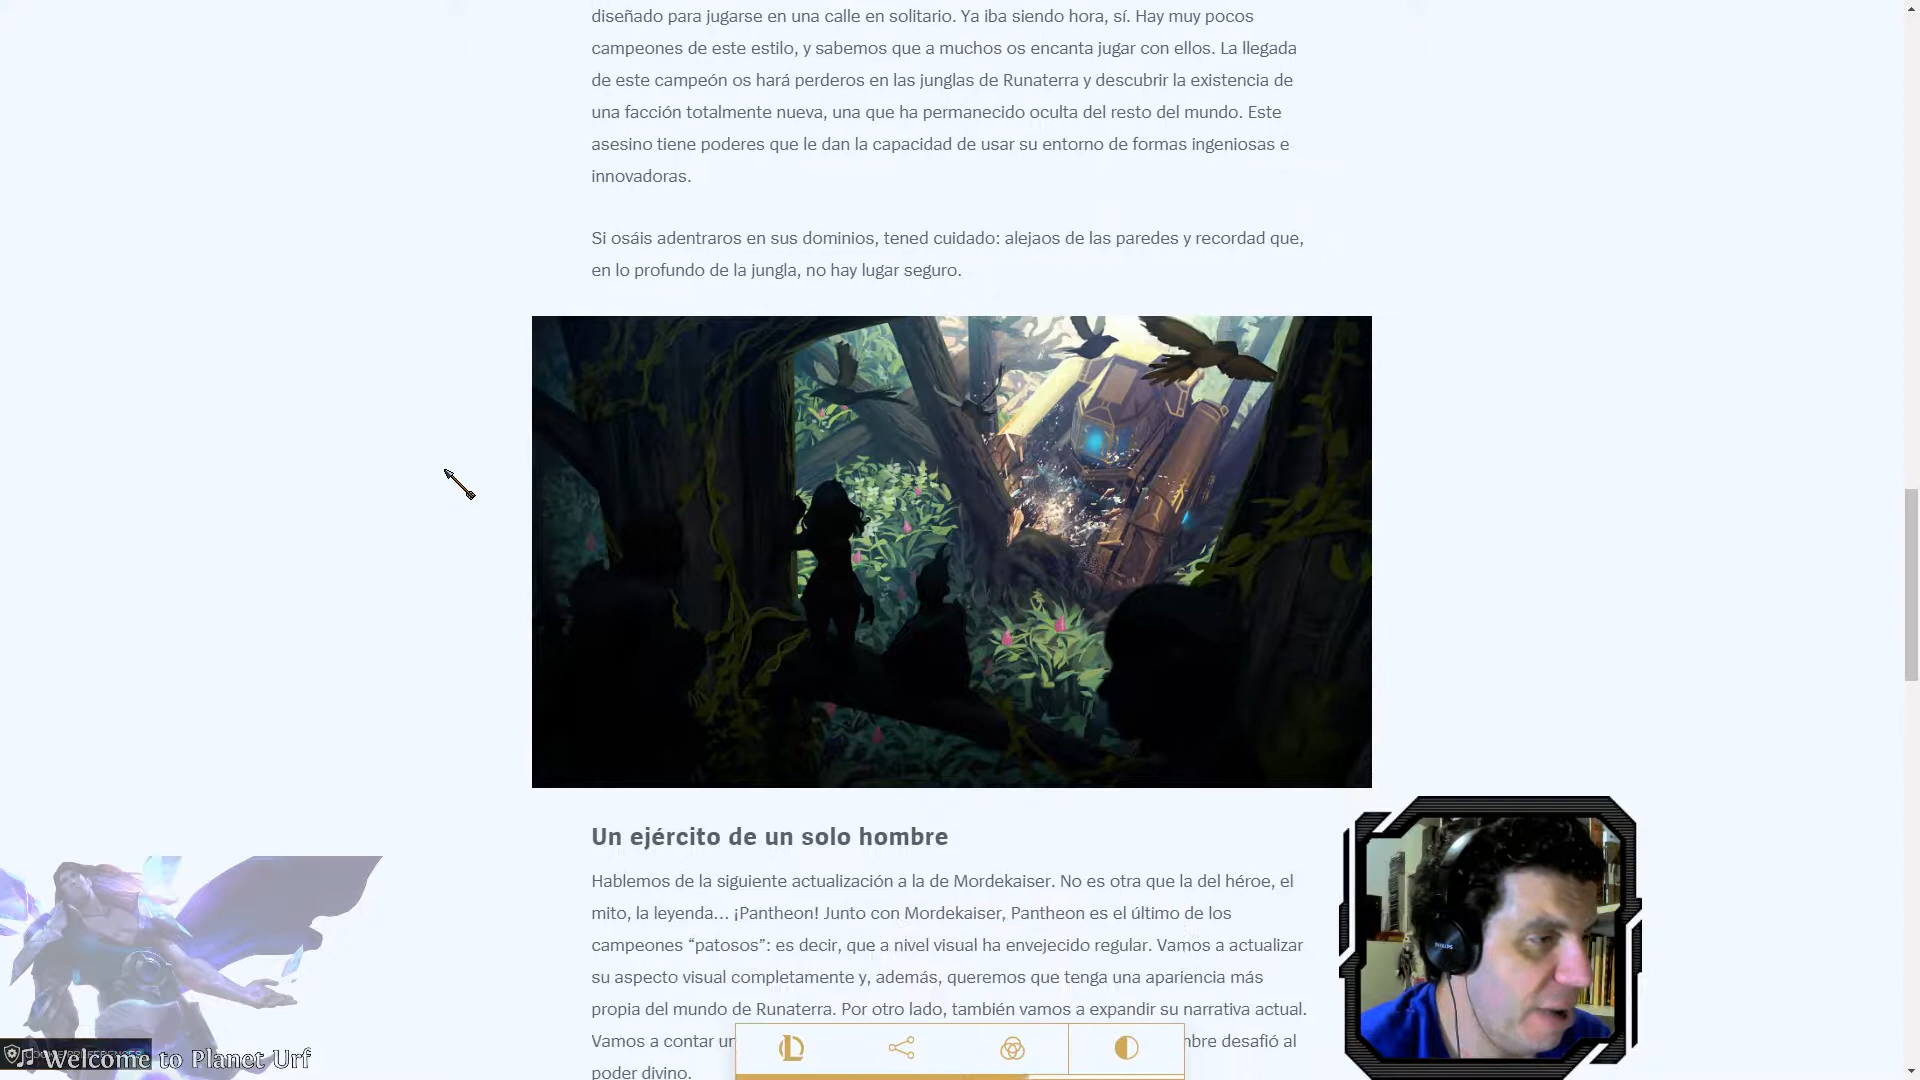 diseñado para jugarse en una calle en solitario. Ya iba siendo hora, sí. Hay muy pocos
campeones de este estilo, y sabemos que a muchos os encanta jugar con ellos. La llegada
de este campeón os hará perderos en las junglas de Runaterra y descubrir la existencia de
una facción totalmente nueva, una que ha permanecido oculta del resto del mundo. Este
asesino tiene poderes que le dan la capacidad de usar su entorno de formas ingeniosas e
innovadoras.
Si osáis adentraros en sus dominios, tened cuidado: alejaos de las paredes y recordad que,
en lo profundo de la jungla, no hay lugar seguro.
Un ejército de un solo hombre
Hablemos de la siguiente actualización a la de Mordekaiser. No es otra que la del héroe, el
mito, la leyenda... ¡Pantheon! Junto con Mordekaiser, Pantheon es el último de los
campeones “patosos”: es decir, que a nivel visual ha envejecido regular. Vamos a actualizar
su aspecto visual completamente y, además, queremos que tenga una apariencia más
propia del mundo de Runaterra. Por otro lado, también vamos a expandir su narrativa actual.
Vamos a contar desafió al
poder divino.
Welcome to Planet Urf
PHILIPS